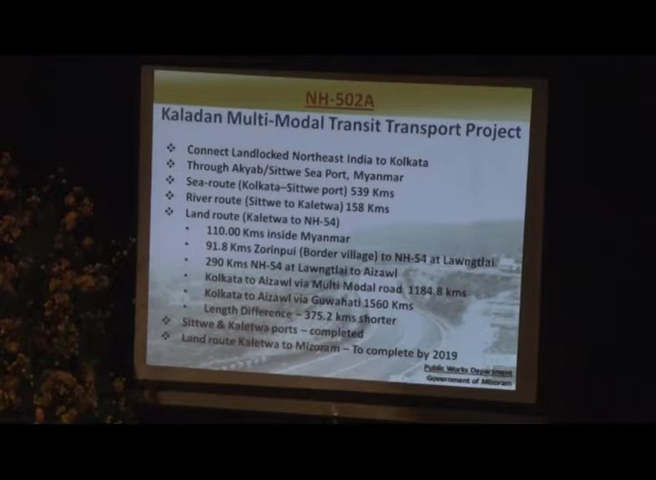 NH-502A
Kaladan Multi-Modal Transit Transport Project
❖ Connect Landlocked Northeast India to Kolkata
❖ Through Akyab/Sittwe Sea Port, Myanmar
❖ Sea-route (Kolkata–Sittwe port) 539 Kms
❖ River route (Sittwe to Kaletwa) 158 Kms
❖ Land route (Kaletwa to NH-54)
• 110.00 Kms inside Myanmar
• 91.8 Kms Zorinpui (Border village) to NH-54 at Lawngtlai
• 290 Kms NH-54 at Lawngtlai to Aizawl
• Kolkata to Aizawl via Multi Modal road 1184.8 kms
• Kolkata to Aizawl via Guwahati 1560 Kms
• Length Difference – 375.2 kms shorter
❖ Sittwe & Kaletwa ports – completed
❖ Land route Kaletwa to Mizoram – To complete by 2019
Public Works Department
Government of Mizoram